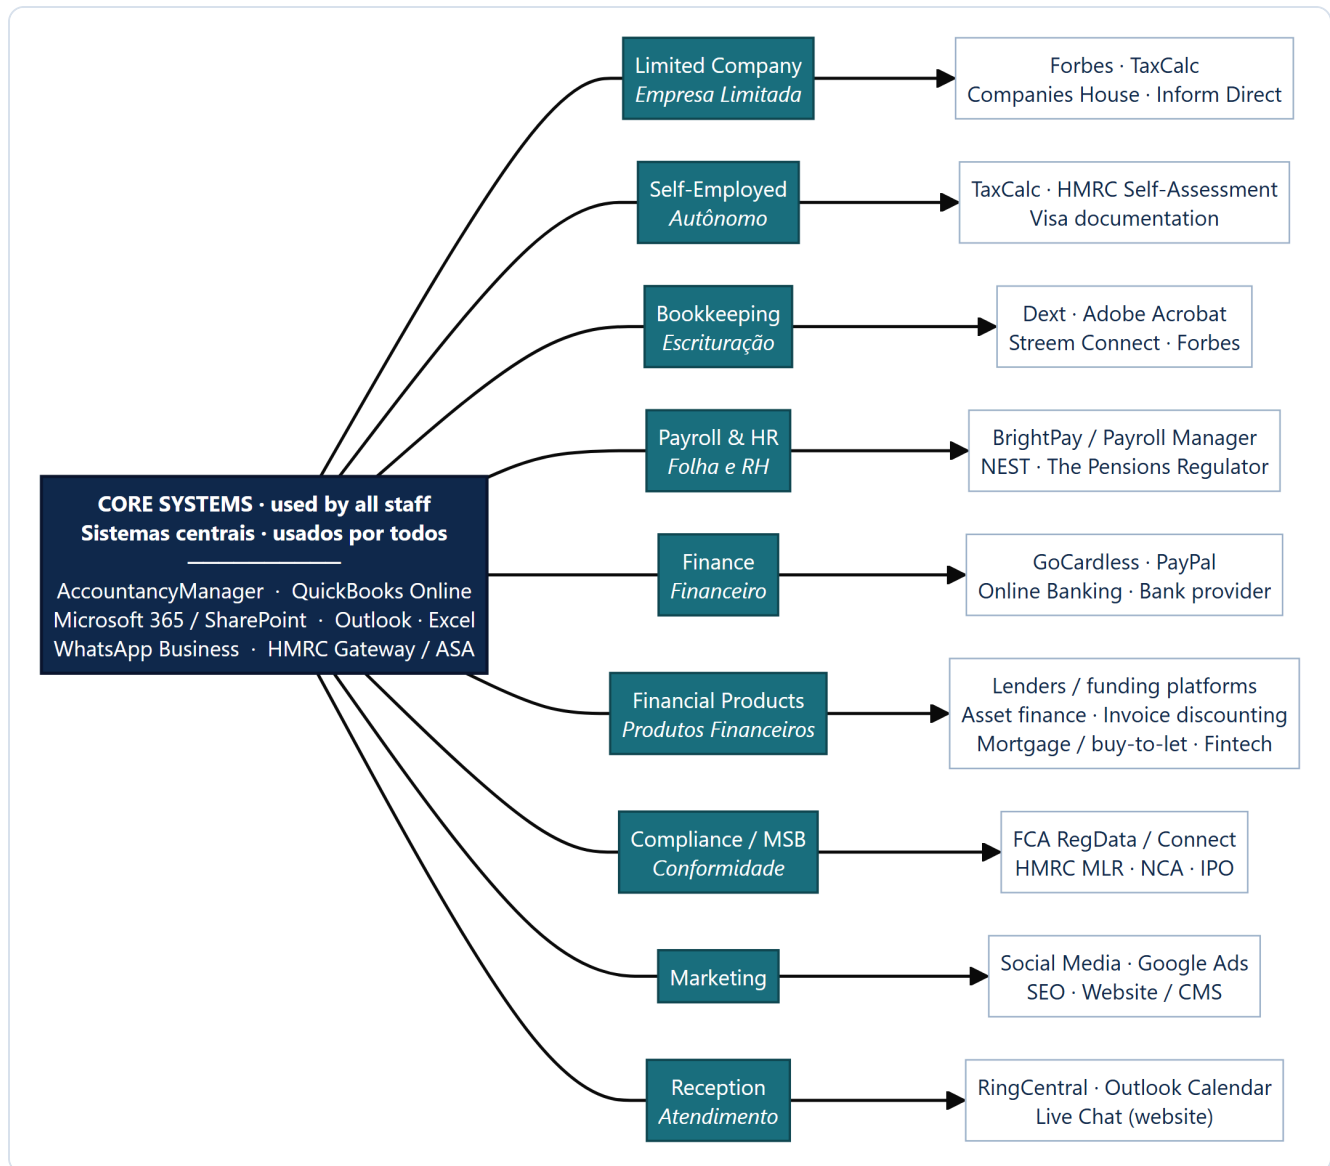 Limited Company
Empresa Limitada
Forbes · TaxCalc
Companies House · Inform Direct
Self-Employed
Autônomo
TaxCalc · HMRC Self-Assessment
Visa documentation
Bookkeeping
Escrituração
Dext · Adobe Acrobat
Streem Connect · Forbes
Payroll & HR
Folha e RH
BrightPay / Payroll Manager
NEST · The Pensions Regulator
CORE SYSTEMS · used by all staff
Sistemas centrais · usados por todos
AccountancyManager · QuickBooks Online
Microsoft 365 / SharePoint · Outlook · Excel
WhatsApp Business · HMRC Gateway / ASA
Finance
Financeiro
GoCardless · PayPal
Online Banking · Bank provider
Financial Products
Produtos Financeiros
Lenders / funding platforms
Asset finance · Invoice discounting
Mortgage / buy-to-let · Fintech
Compliance / MSB
Conformidade
FCA RegData / Connect
HMRC MLR · NCA · IPO
Marketing
Social Media · Google Ads
SEO · Website / CMS
Reception
Atendimento
RingCentral · Outlook Calendar
Live Chat (website)